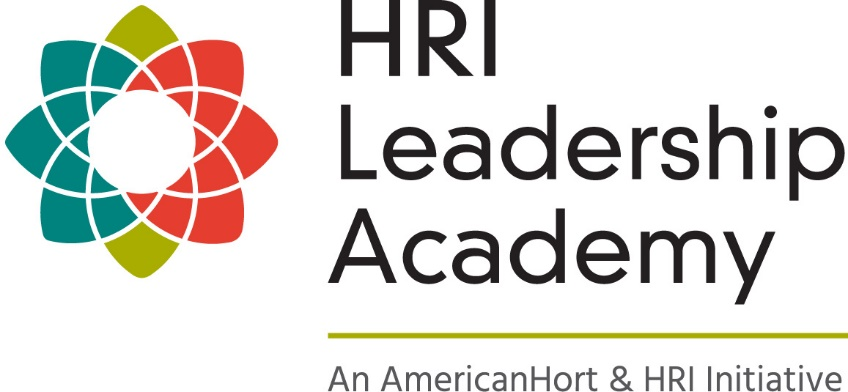 HRI
Leadership
Academy
An AmericanHort & HRI Initiative